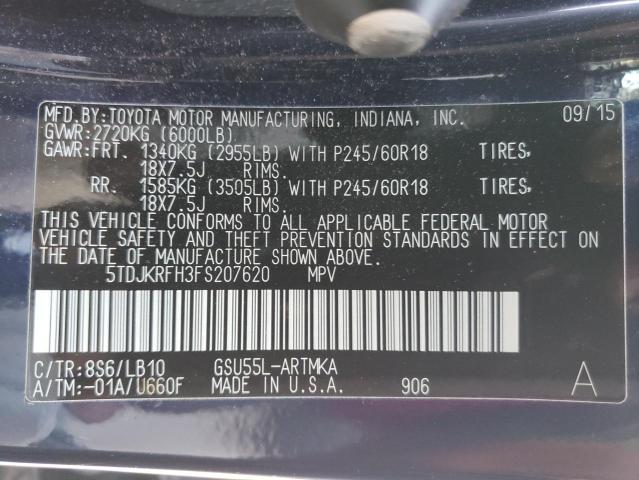 MFD.BY:TOYOTA MOTOR MANUFACTURING, INDIANA, INC. 09/15
GVWR:2720KG (6000LB)
GAWR:FRT. 1340KG (2955LB) WITH P245/60R18 TIRES,
18X7.5J RIMS.
RR. 1585KG (3505LB) WITH P245/60R18 TIRES,
18X7.5J RIMS.
THIS VEHICLE CONFORMS TO ALL APPLICABLE FEDERAL MOTOR
VEHICLE SAFETY AND THEFT PREVENTION STANDARDS IN EFFECT ON
THE DATE OF MANUFACTURE SHOWN ABOVE.
5TDJKRFH3FS207620 MPV
C/TR:8S6/LB10 GSU55L-ARTMKA
A/TM:-01A/U660F MADE IN U.S.A. 906 A